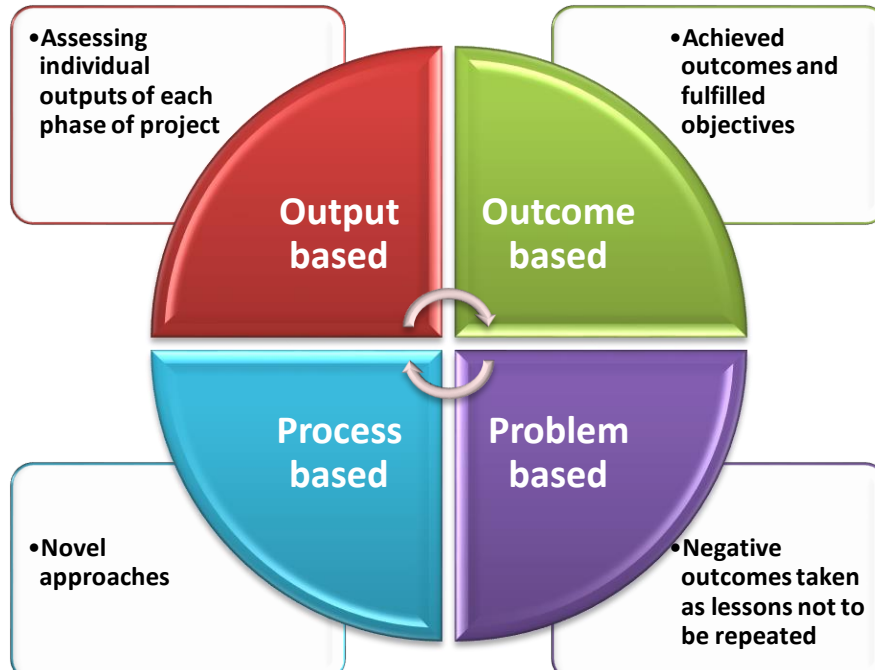 •Assessing
individual
outputs of each
phase of project
•Achieved
outcomes and
fulfilled
objectives
Output
based
Outcome
based
Process
based
Problem
based
•Novel
approaches
•Negative
outcomes taken
as lessons not to
be repeated